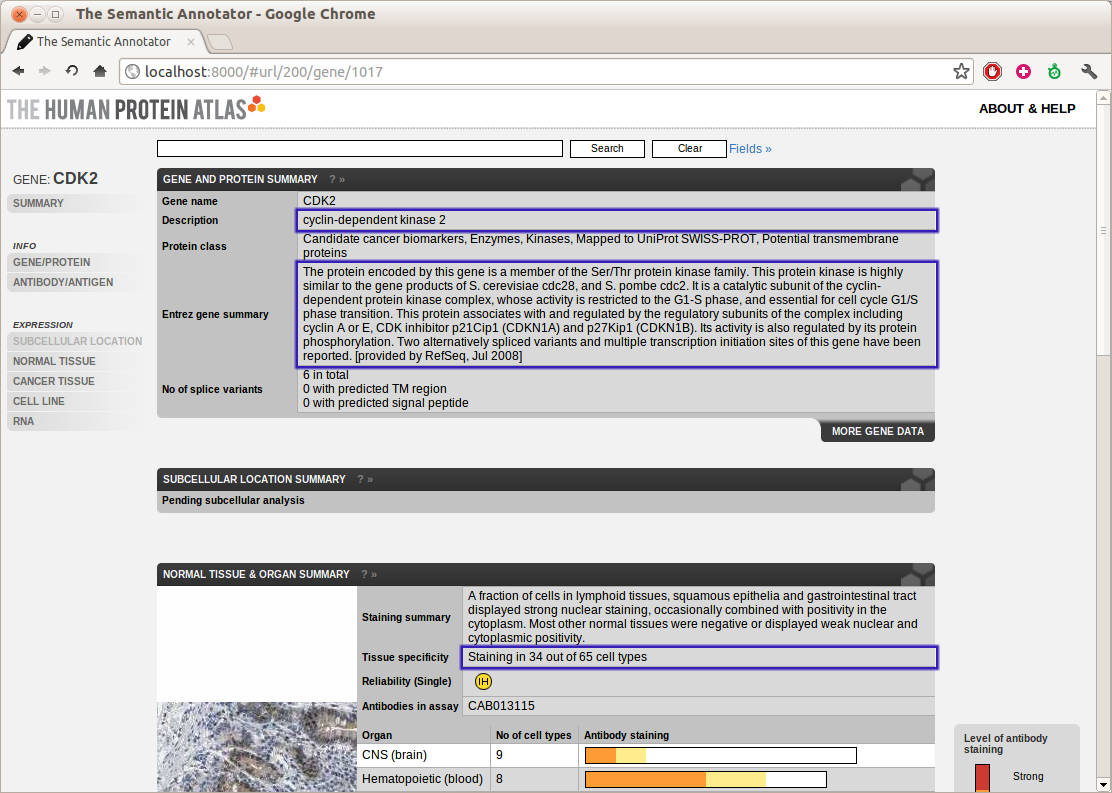 The Semantic Annotator - Google Chrome
The Semantic Annotator
localhost:8000/#url/200/gene/1017
THE HUMAN PROTEIN ATLAS
ABOUT & HELP
Search
Clear
Fields »
GENE: CDK2
SUMMARY
INFO
GENE/PROTEIN
ANTIBODY/ANTIGEN
EXPRESSION
SUBCELLULAR LOCATION
NORMAL TISSUE
CANCER TISSUE
CELL LINE
RNA
GENE AND PROTEIN SUMMARY ? »
Gene name CDK2
Description cyclin-dependent kinase 2
Protein class Candidate cancer biomarkers, Enzymes, Kinases, Mapped to UniProt SWISS-PROT, Potential transmembrane
proteins
Entrez gene summary
The protein encoded by this gene is a member of the Ser/Thr protein kinase family. This protein kinase is highly
similar to the gene products of S. cerevisiae cdc28, and S. pombe cdc2. It is a catalytic subunit of the cyclin-
dependent protein kinase complex, whose activity is restricted to the G1-S phase, and essential for cell cycle G1/S
phase transition. This protein associates with and regulated by the regulatory subunits of the complex including
cyclin A or E, CDK inhibitor p21Cip1 (CDKN1A) and p27Kip1 (CDKN1B). Its activity is also regulated by its protein
phosphorylation. Two alternatively spliced variants and multiple transcription initiation sites of this gene have been
reported. [provided by RefSeq, Jul 2008]
No of splice variants
6 in total
0 with predicted TM region
0 with predicted signal peptide
MORE GENE DATA
SUBCELLULAR LOCATION SUMMARY ? »
Pending subcellular analysis
NORMAL TISSUE & ORGAN SUMMARY ? »
Staining summary
A fraction of cells in lymphoid tissues, squamous epithelia and gastrointestinal tract
displayed strong nuclear staining, occasionally combined with positivity in the
cytoplasm. Most other normal tissues were negative or displayed weak nuclear and
cytoplasmic positivity.
Tissue specificity Staining in 34 out of 65 cell types
Reliability (Single) IH
Antibodies in assay CAB013115
Organ No of cell types Antibody staining
CNS (brain) 9
Hematopoietic (blood) 8
Level of antibody
staining
Strong